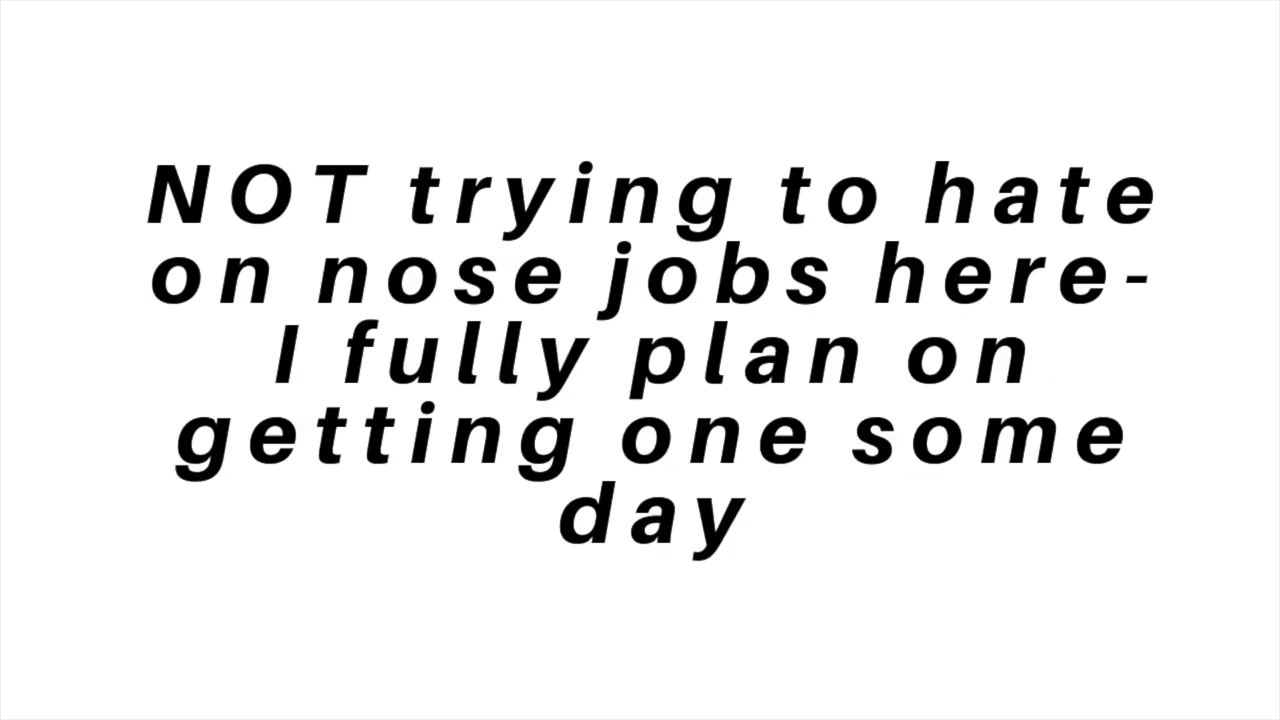 NOT trying to hate
on nose jobs here-
I fully plan on
getting one some
day